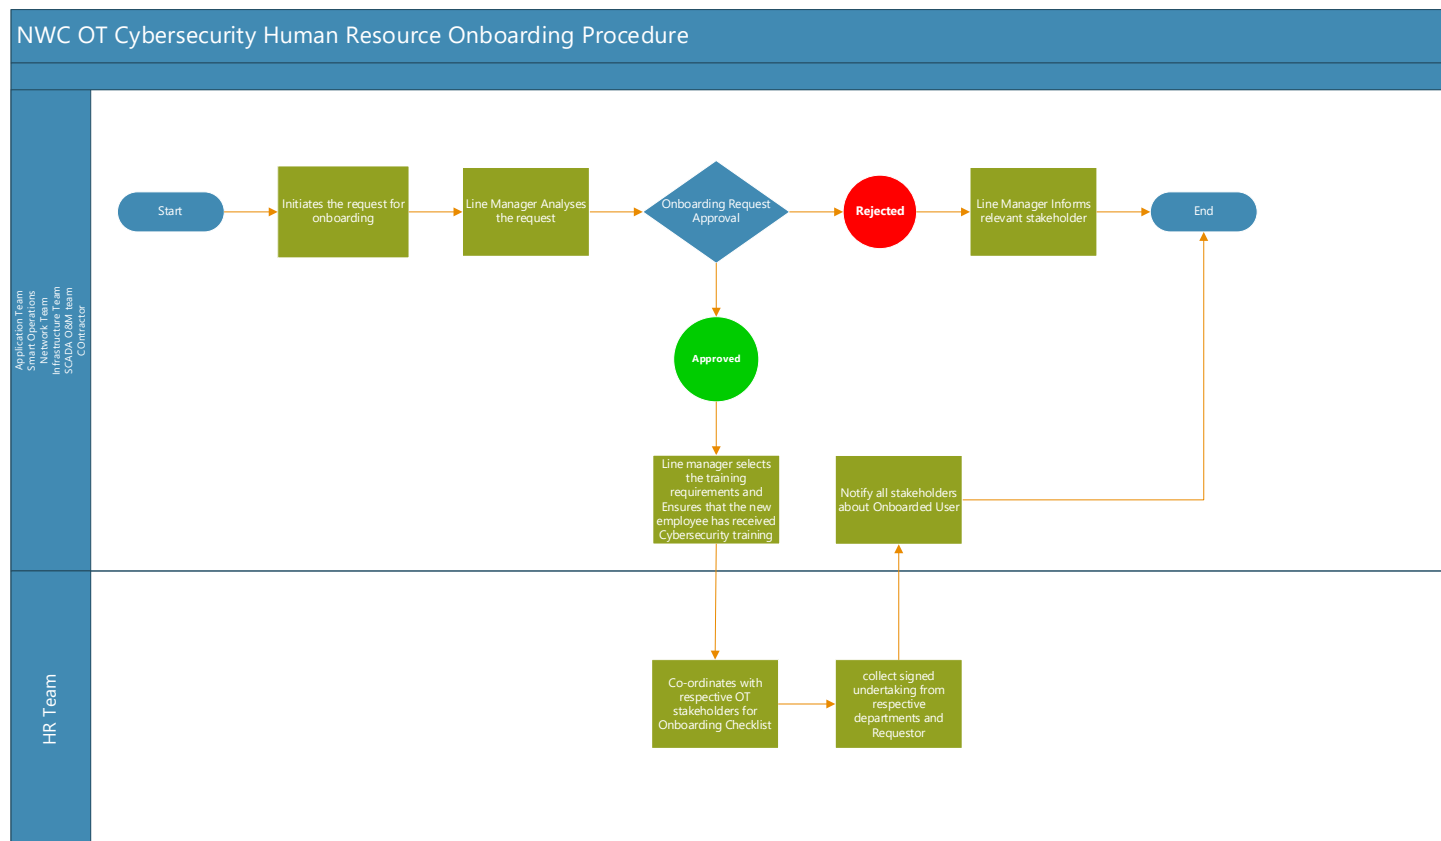 NWC OT Cybersecurity Human Resource Onboarding Procedure
Application Team
Smart Operations
Network Team
Infrastructure Team
SCADA O&M team
COntractor
Start
Initiates the request for
onboarding
Line Manager Analyses
the request
Onboarding Request
Approval
Rejected
Line Manager Informs
relevant stakeholder
End
Approved
Line manager selects
the training
requirements and
Ensures that the new
employee has received
Cybersecurity training
Notify all stakeholders
about Onboarded User
HR Team
Co-ordinates with
respective OT
stakeholders for
Onboarding Checklist
collect signed
undertaking from
respective
departments and
Requestor